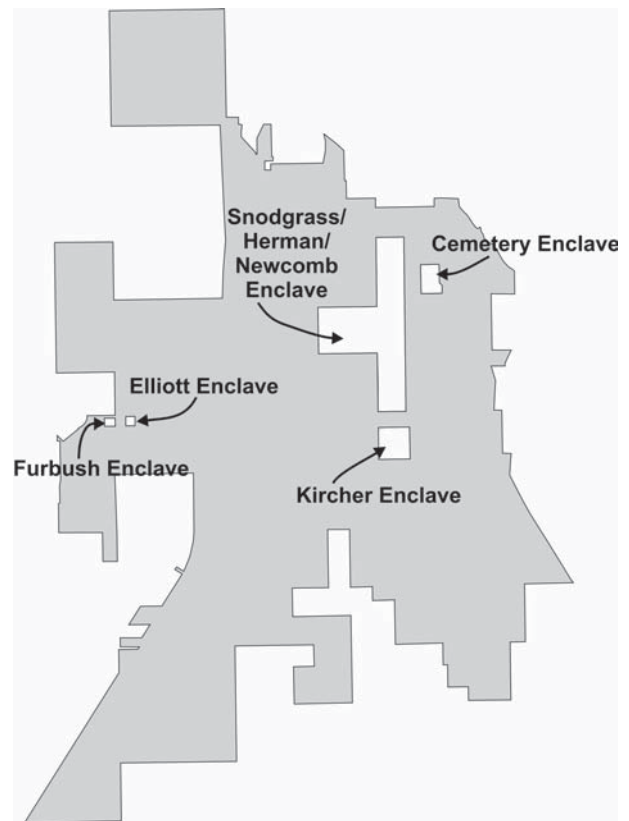 Snodgrass/
Herman/
Newcomb
Enclave
Cemetery Enclave
Elliott Enclave
Furbush Enclave
Kircher Enclave